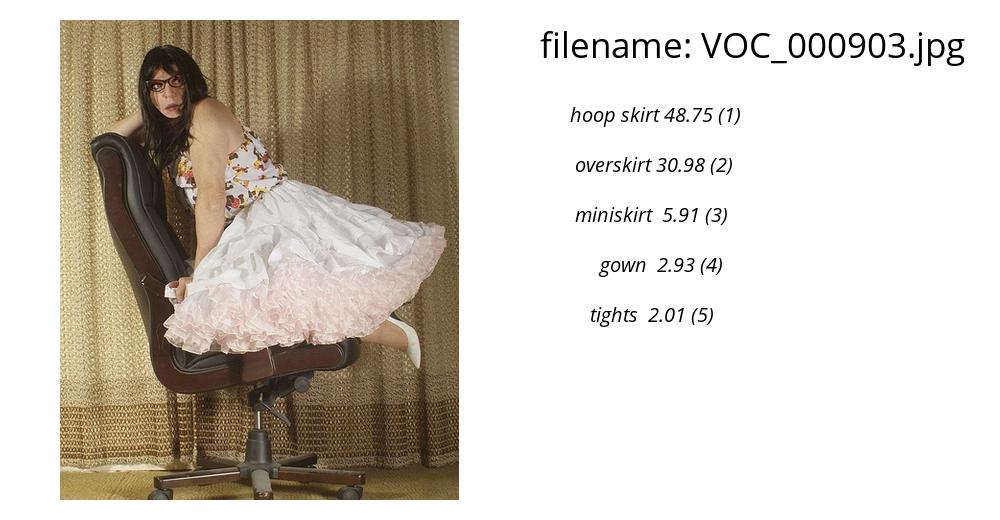 filename: VOC_000903.jpg
hoop skirt 48.75 (1)
overskirt 30.98 (2)
miniskirt 5.91 (3)
gown 2.93 (4)
tights 2.01 (5)